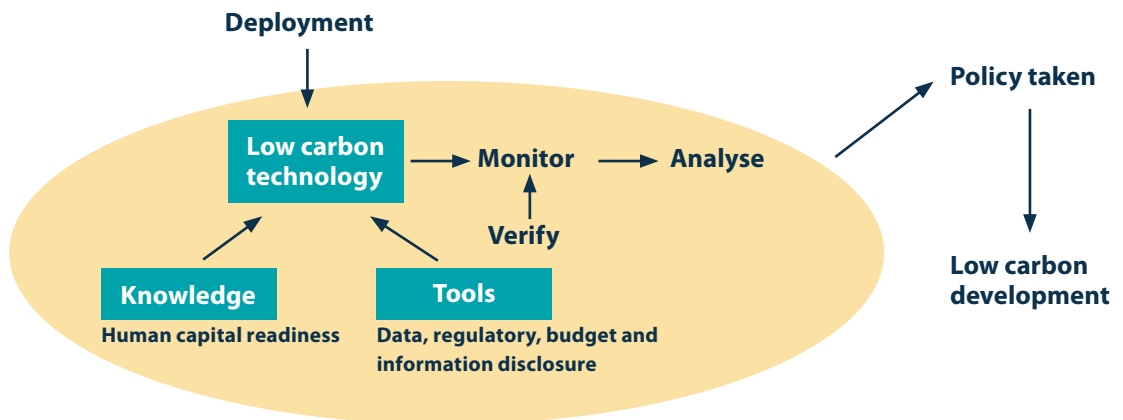 Deployment
Policy taken
Low carbon
technology
Monitor
Analyse
Verify
Low carbon
development
Knowledge
Tools
Human capital readiness
Data, regulatory, budget and
information disclosure